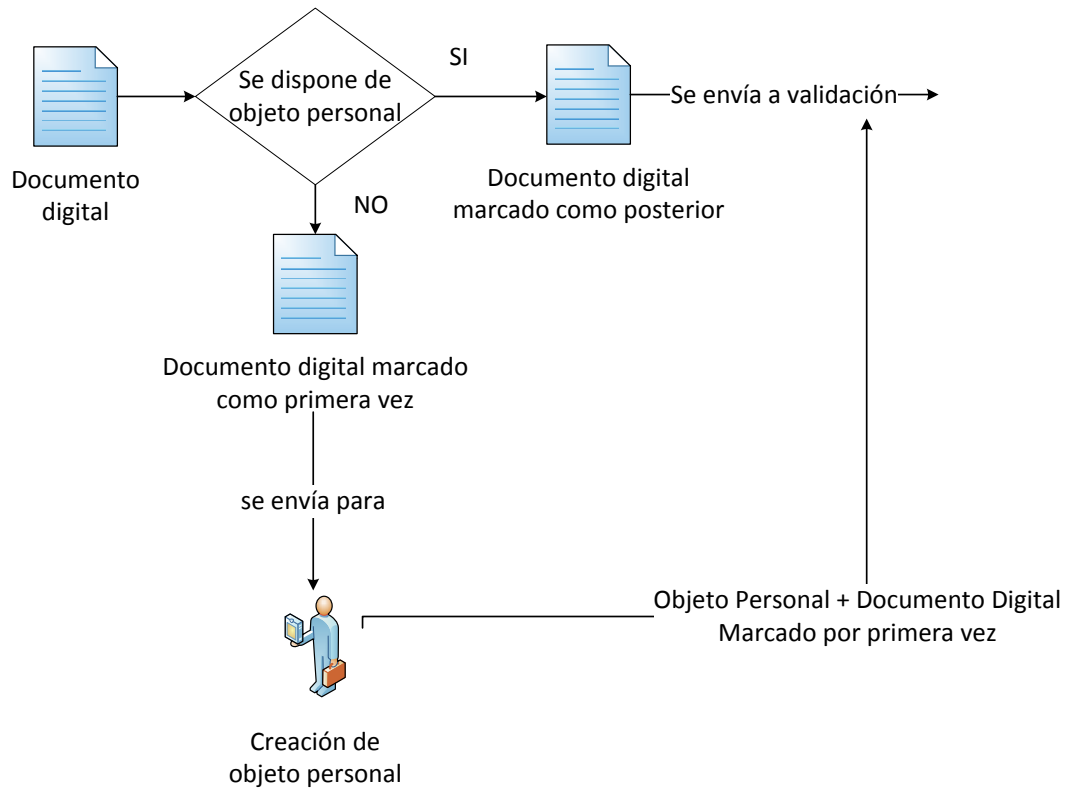 Se dispone de
objeto personal
SI
Se envía a validación
Documento
digital
Documento digital
marcado como posterior
NO
Documento digital marcado
como primera vez
se envía para
Objeto Personal + Documento Digital
Marcado por primera vez
Creación de
objeto personal